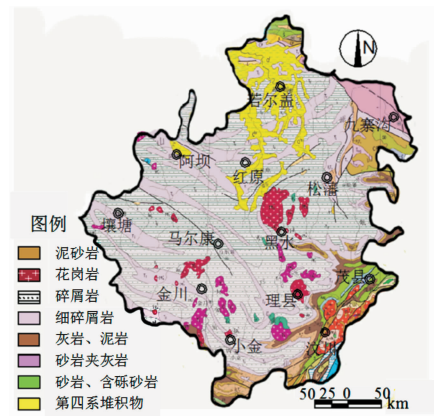 N
若尔盖
九寨沟
阿坝
红原
松潘
壤塘
马尔康
黑水
茂县
金川
理县
小金
汶川
图例
泥砂岩
花岗岩
碎屑岩
细碎屑岩
灰岩、泥岩
砂岩夹灰岩
砂岩、含砾砂岩
第四系堆积物
50 25 0 50
km